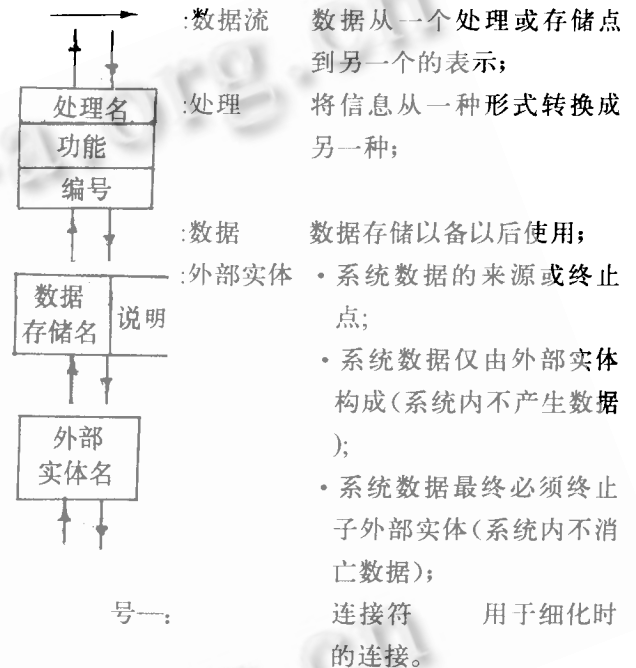 :数据流 数据从一个处理或存储点
到另一个的表示;
处理名 :处理 将信息从一种形式转换成
功能 另一种;
编号
:数据 数据存储以备以后使用;
:外部实体 ·系统数据的来源或终止
数据 说明 点;
存储名
·系统数据仅由外部实体
构成(系统内不产生数据
外部 );
实体名
·系统数据最终必须终止
子外部实体(系统内不消
亡数据);
号一: 连接符 用于细化时
的连接。